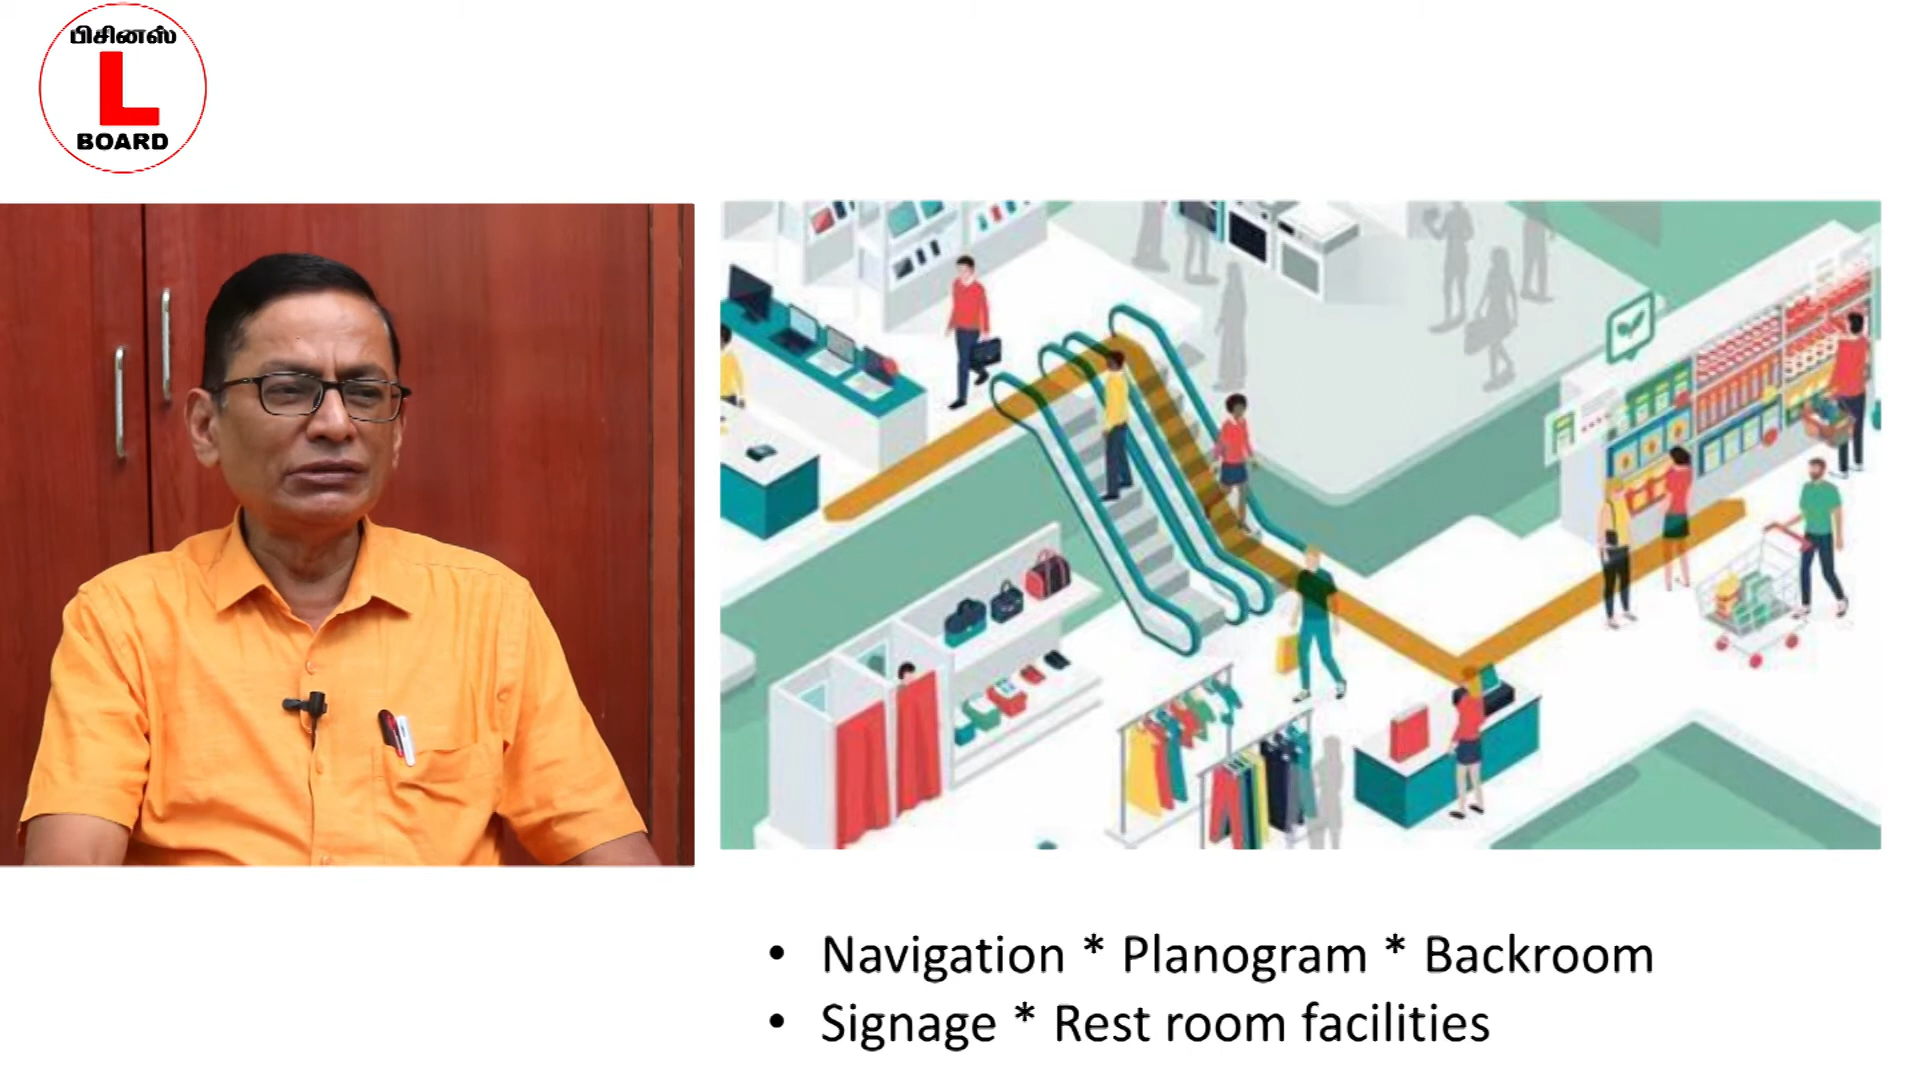 பிசினஸ்
L
BOARD
• Navigation * Planogram * Backroom
• Signage * Rest room facilities